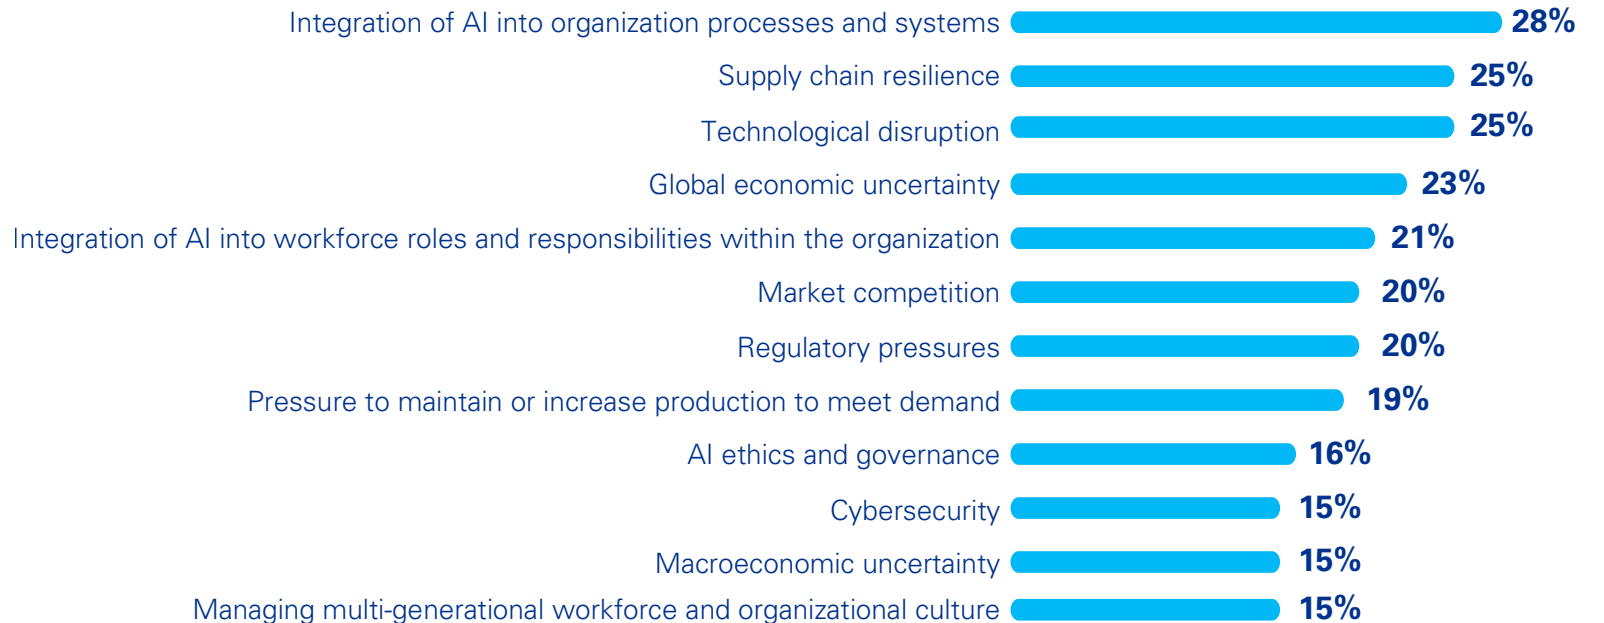 Integration of AI into organization processes and systems 28%
Supply chain resilience 25%
Technological disruption 25%
Global economic uncertainty 23%
Integration of AI into workforce roles and responsibilities within the organization 21%
Market competition 20%
Regulatory pressures 20%
Pressure to maintain or increase production to meet demand 19%
AI ethics and governance 16%
Cybersecurity 15%
Macroeconomic uncertainty 15%
Managing multi-generational workforce and organizational culture 15%